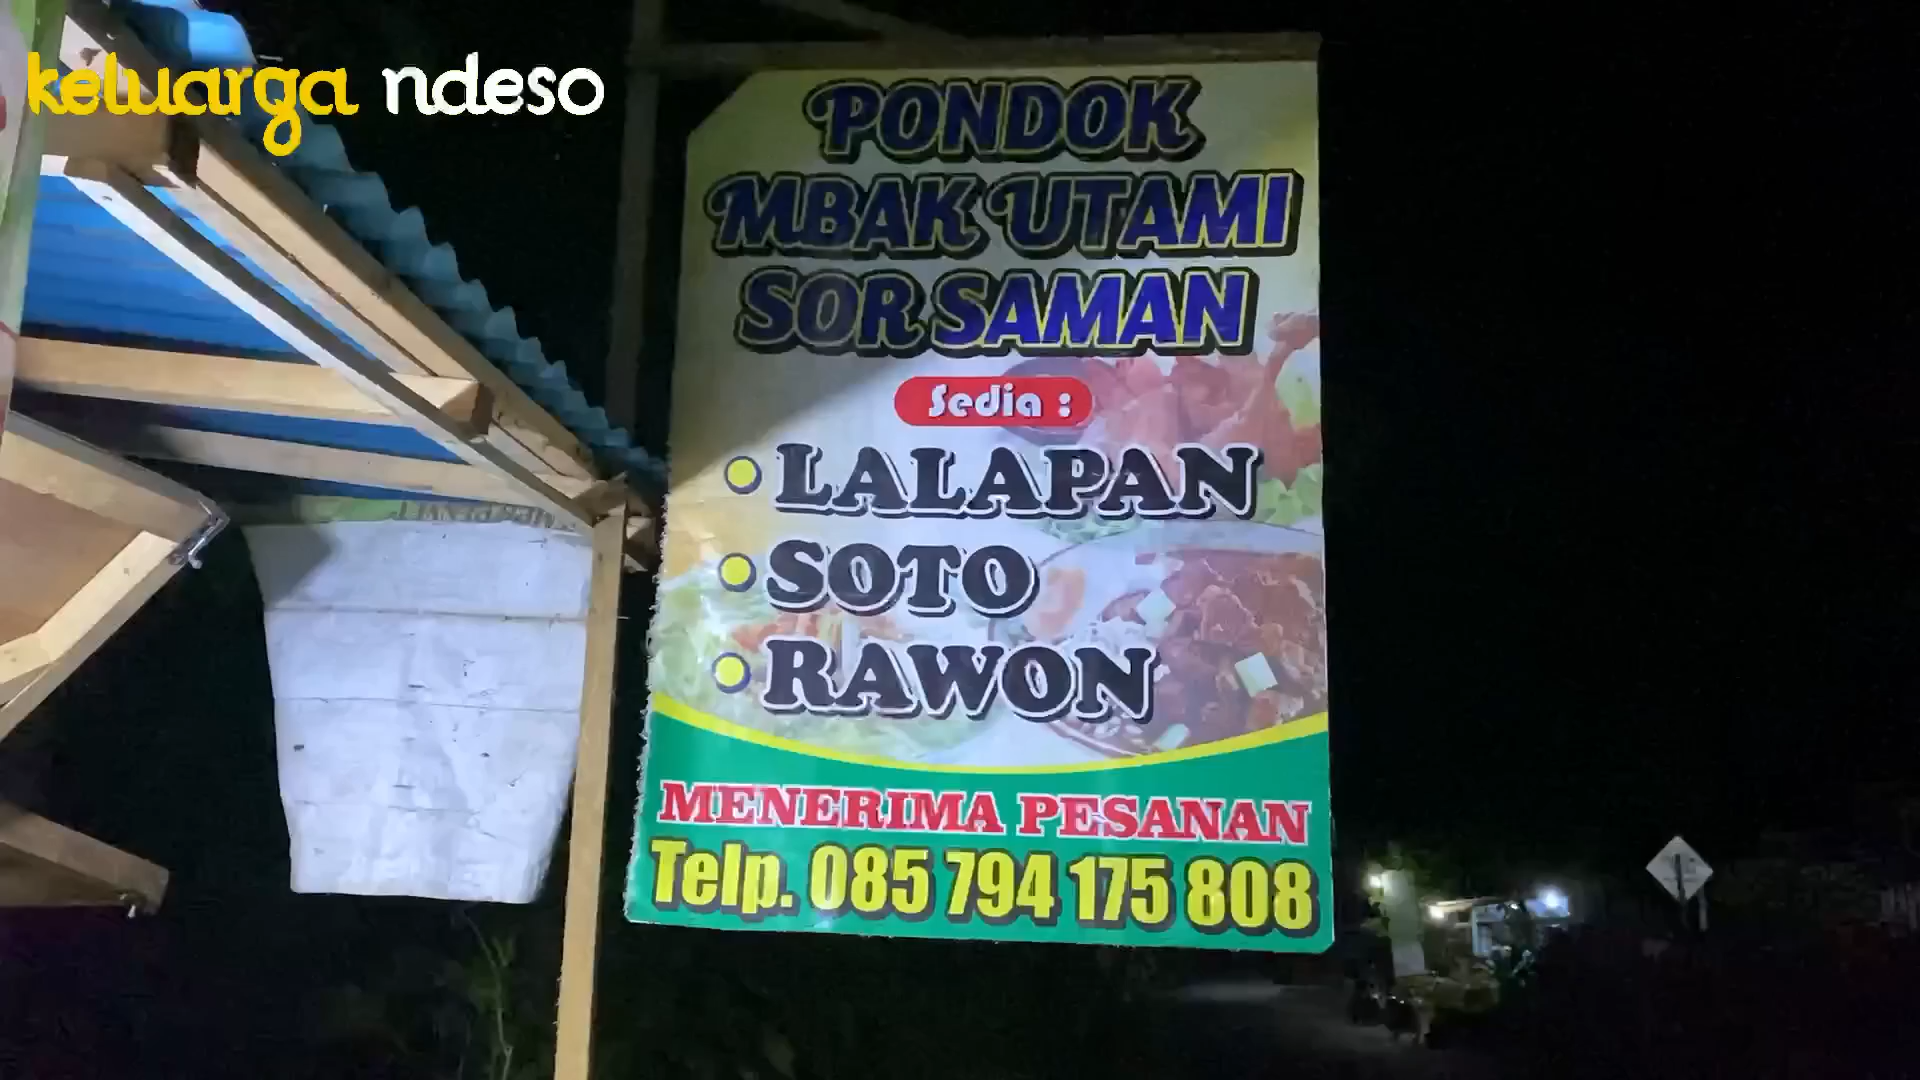 keluarga ndeso
PONDOK
MBAK UTAMI
SOR SAMAN
Sedia :
• LALAPAN
• SOTO
• RAWON
MENERIMA PESANAN
Telp. 085 794 175 808